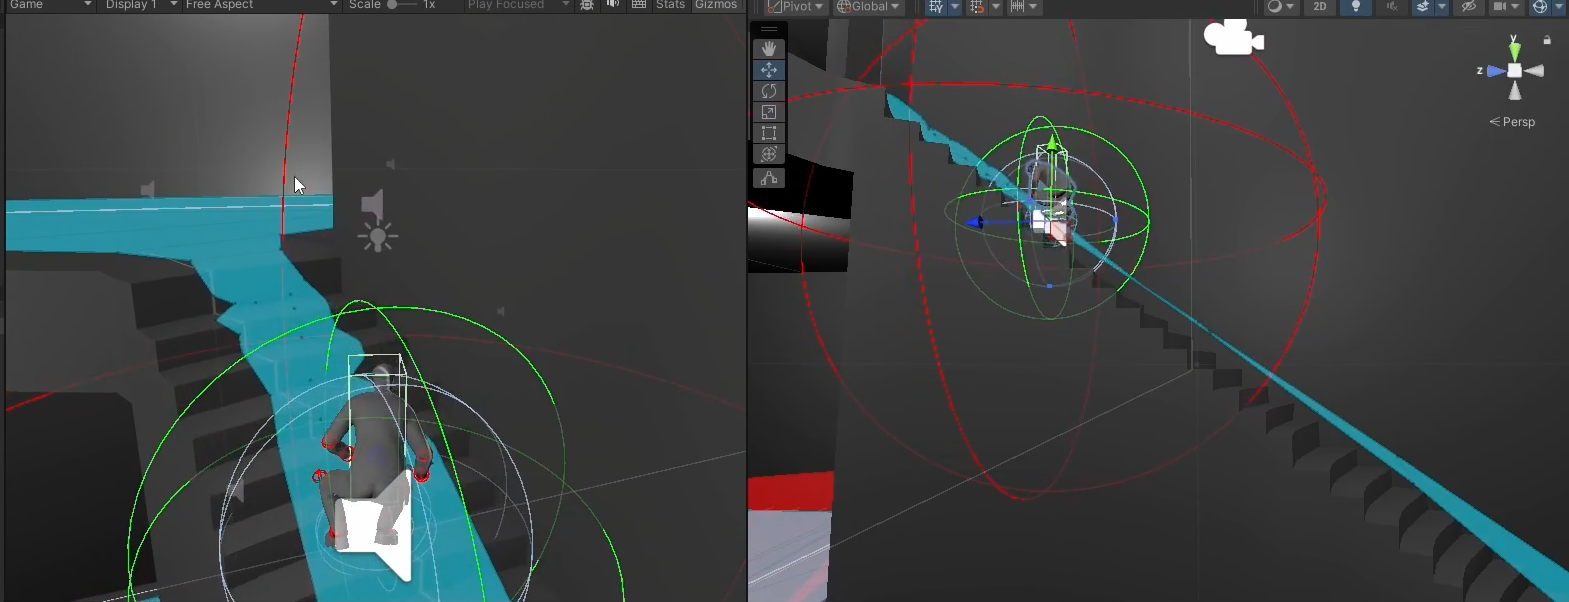 Game Display 1 Free Aspect Scale 1x Play Focused Stats Gizmos
Pivot Global 2D
y
z
Persp